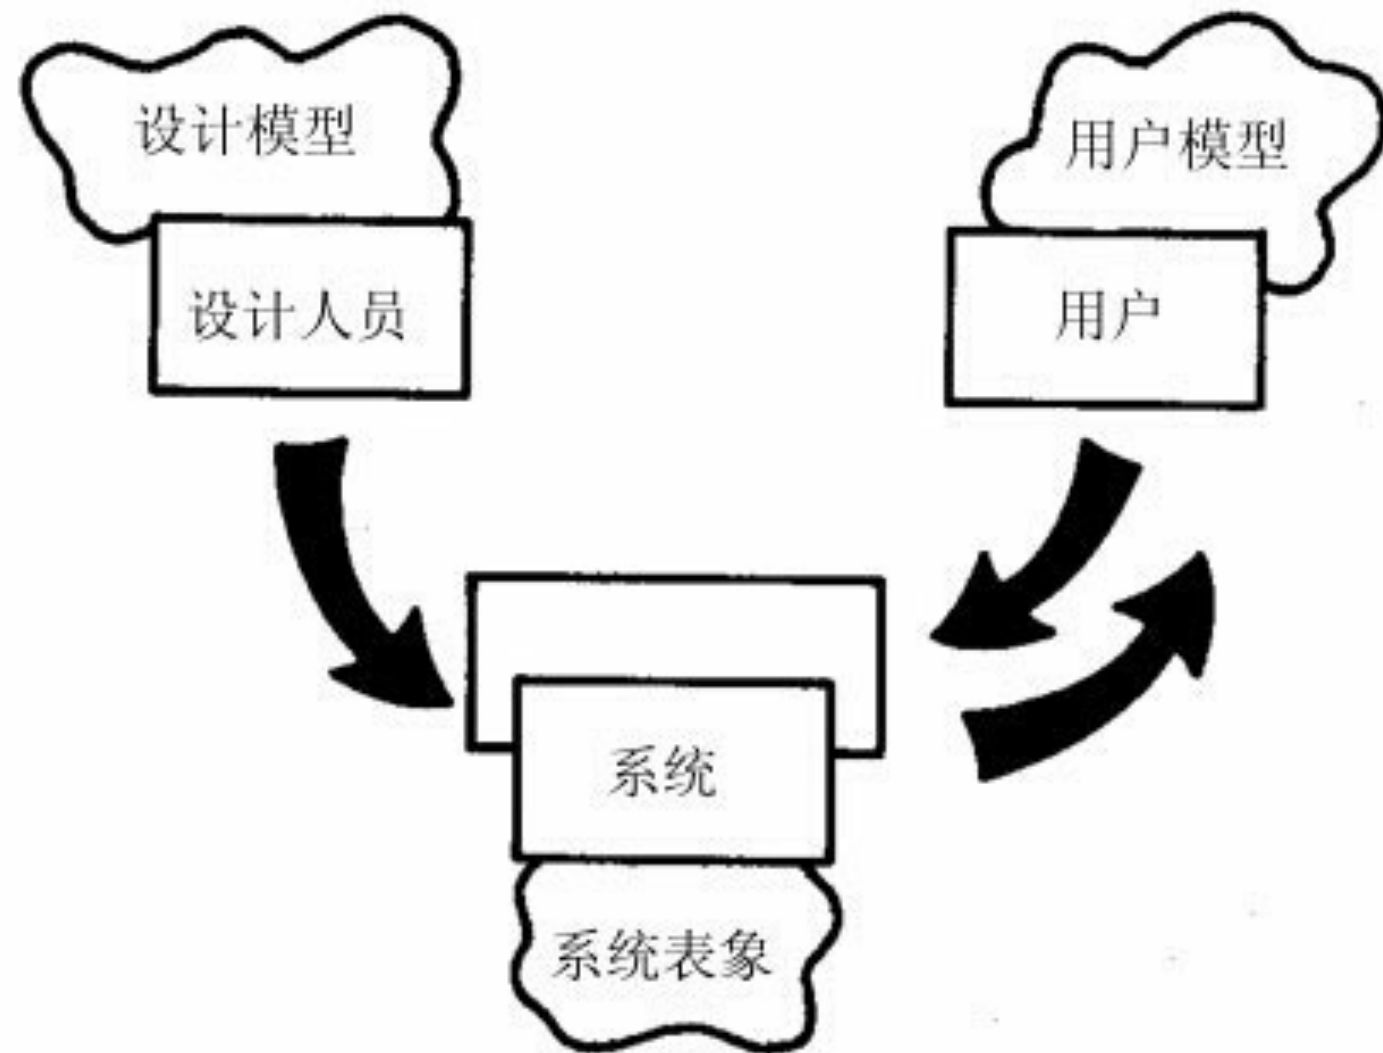 设计模型
设计人员
用户模型
用户
系统
系统表象